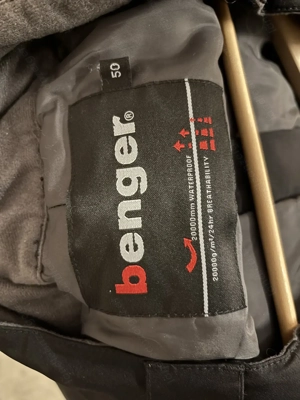 50
benger®
20000mm WATERPROOF
20000g/m²/24hr BREATHABILITY